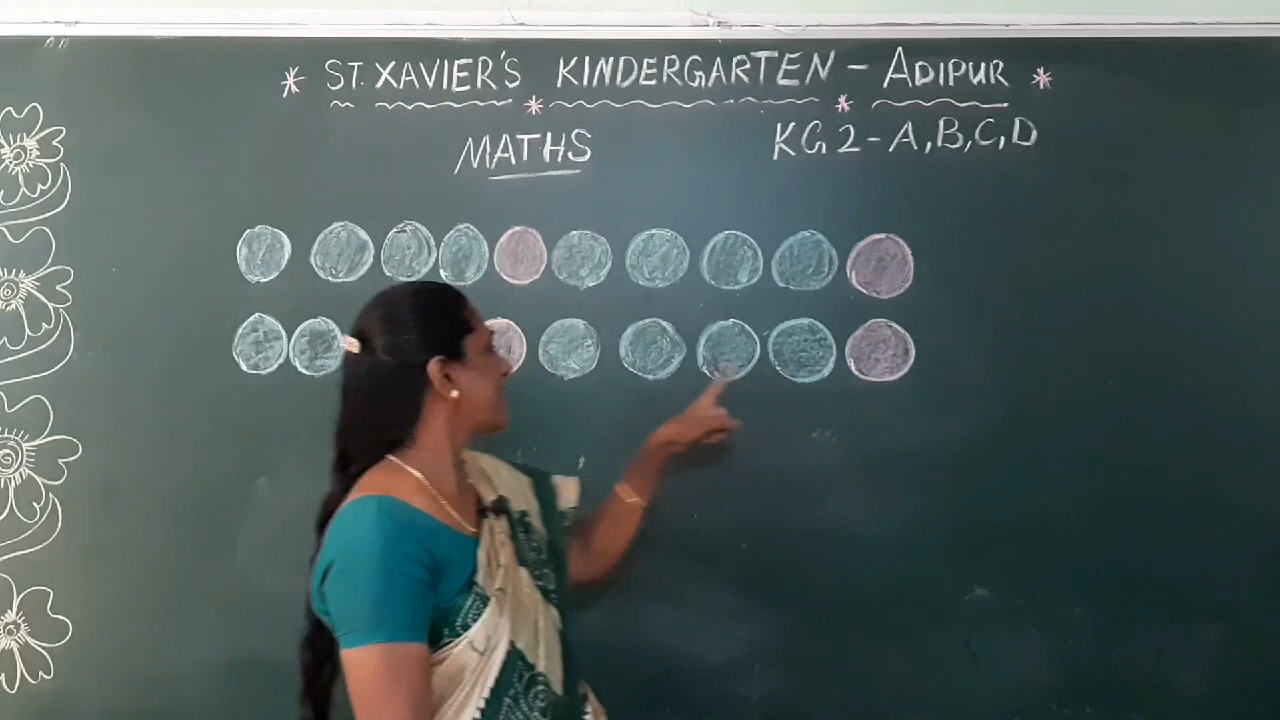 * ST. XAVIER'S * KINDERGARTEN - * ADIPUR *
MATHS
KG 2 - A, B, C, D